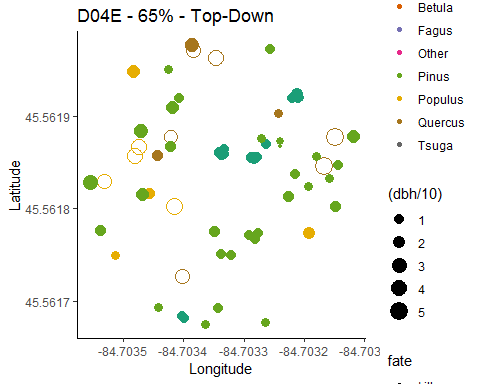 D04E - 65% - Top-Down
Betula
Fagus
Other
Pinus
Populus
Quercus
Tsuga
45.5619
45.5618
45.5617
Latitude
-84.7035
-84.7034
-84.7033
-84.7032
-84.703
Longitude
(dbh/10)
1
2
3
4
5
fate